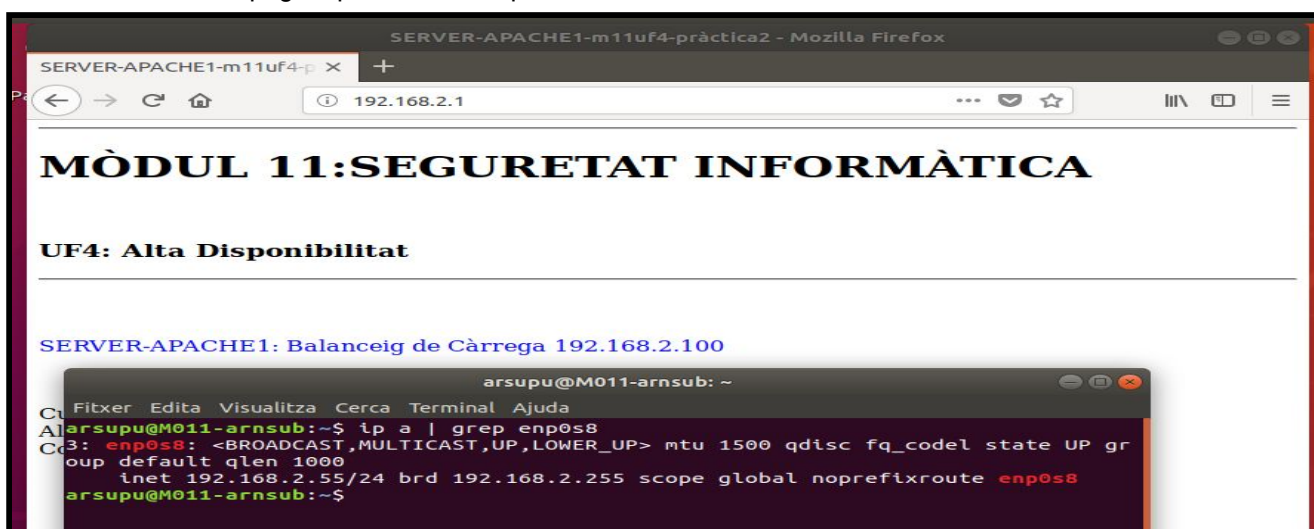 SERVER-APACHE1-m11uf4-pràctica2 - Mozilla Firefox
SERVER-APACHE1-m11uf4-p
192.168.2.1
MÒDUL 11:SEGURETAT INFORMÀTICA
UF4: Alta Disponibilitat
SERVER-APACHE1: Balanceig de Càrrega 192.168.2.100
arsupu@M011-arnsub: ~
Fitxer Edita Visualitza Cerca Terminal Ajuda
arsupu@M011-arnsub:~$ ip a | grep enp0s8
3: enp0s8: <BROADCAST,MULTICAST,UP,LOWER_UP> mtu 1500 qdisc fq_codel state UP gr
oup default qlen 1000
inet 192.168.2.55/24 brd 192.168.2.255 scope global noprefixroute enp0s8
arsupu@M011-arnsub:~$